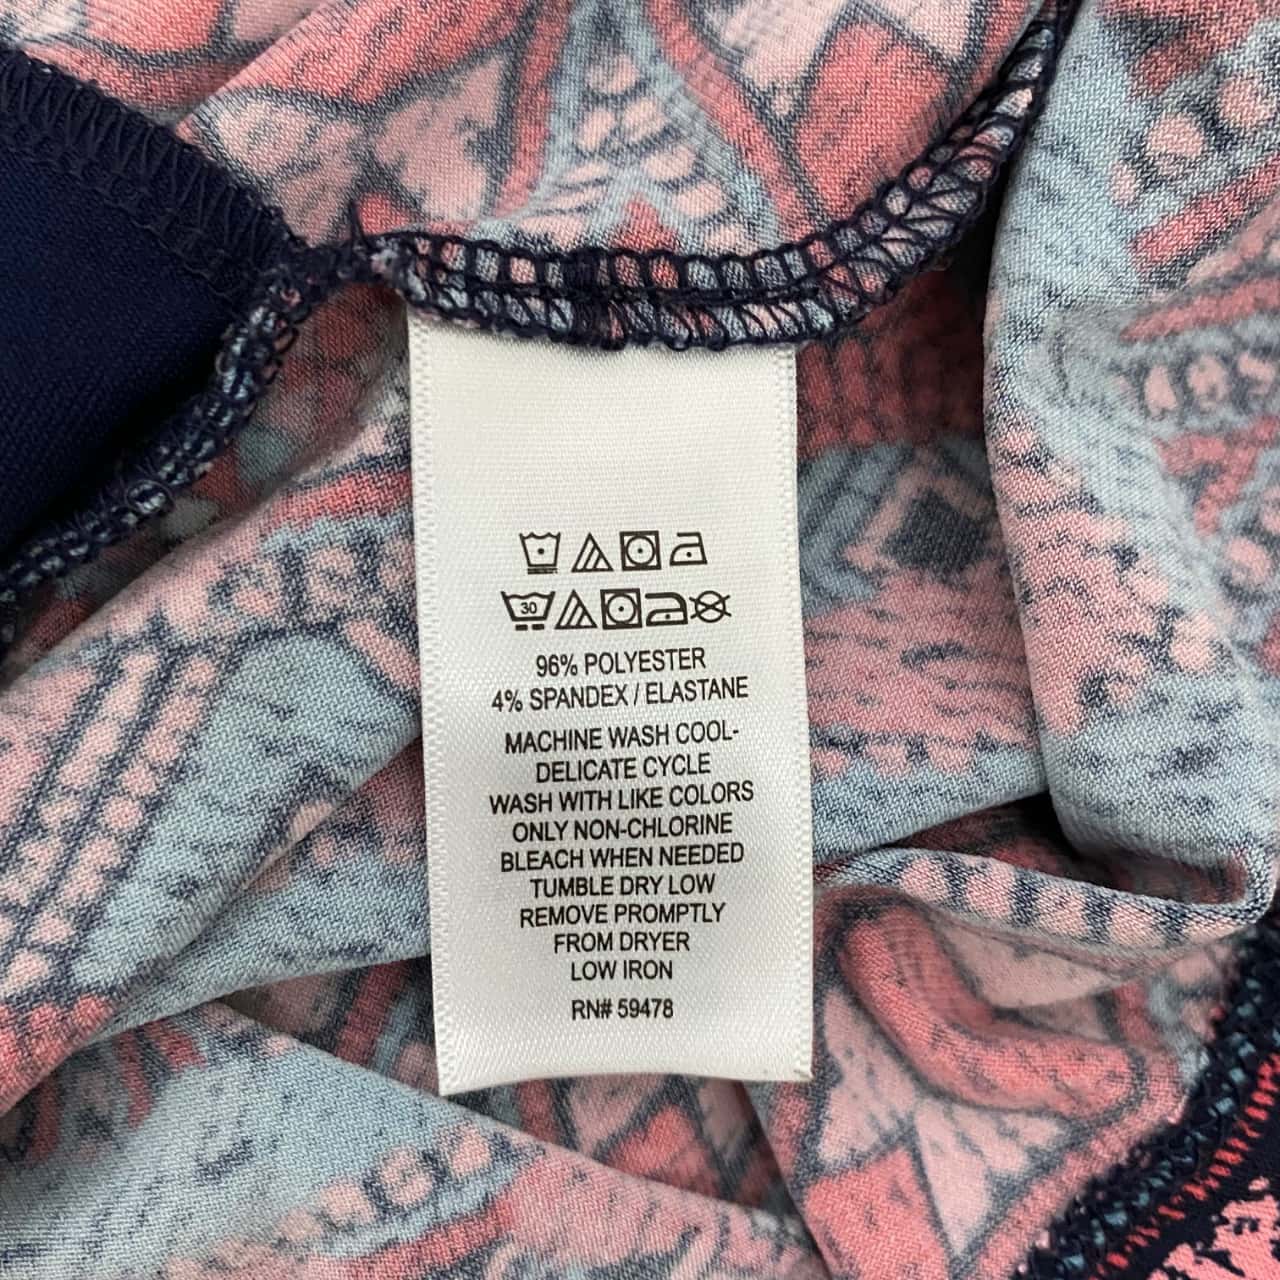 30
96% POLYESTER
4% SPANDEX / ELASTANE
MACHINE WASH COOL-
DELICATE CYCLE
WASH WITH LIKE COLORS
ONLY NON-CHLORINE
BLEACH WHEN NEEDED
TUMBLE DRY LOW
REMOVE PROMPTLY
FROM DRYER
LOW IRON
RN# 59478